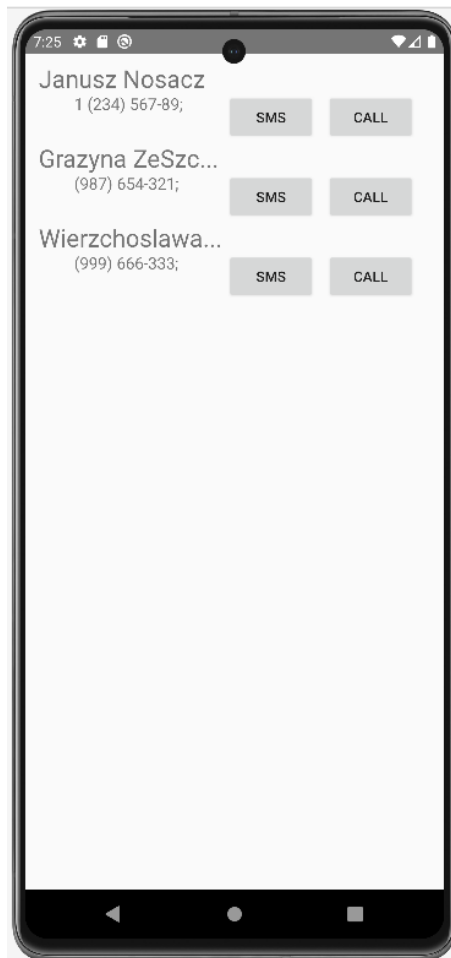 7:25
Janusz Nosacz
1 (234) 567-89;
SMS CALL
Grazyna ZeSzc...
(987) 654-321;
SMS CALL
Wierzchoslawa...
(999) 666-333;
SMS CALL